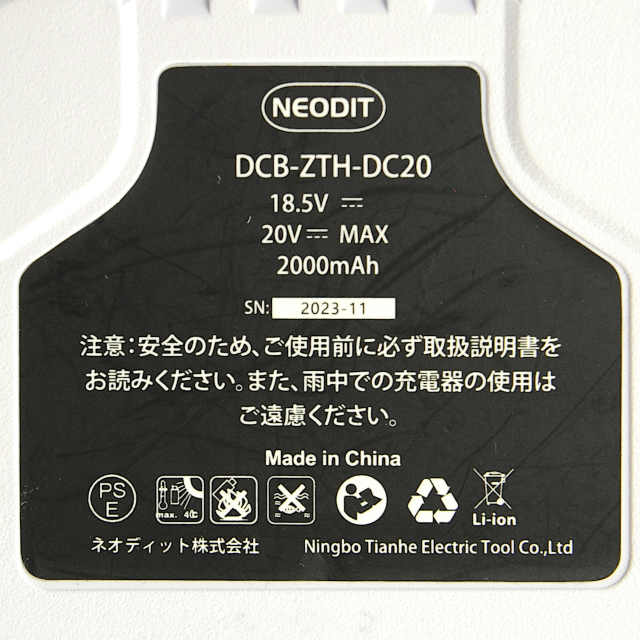 NEODIT
DCB-ZTH-DC20
18.5V ⎓
20V⎓ MAX
2000mAh
SN: 2023-11
注意:安全のため、ご使用前に必ず取扱説明書を
お読みください。また、雨中での充電器の使用は
ご遠慮ください。
Made in China
PS
E
max. 40℃
Li-ion
ネオディット株式会社 Ningbo Tianhe Electric Tool Co.,Ltd